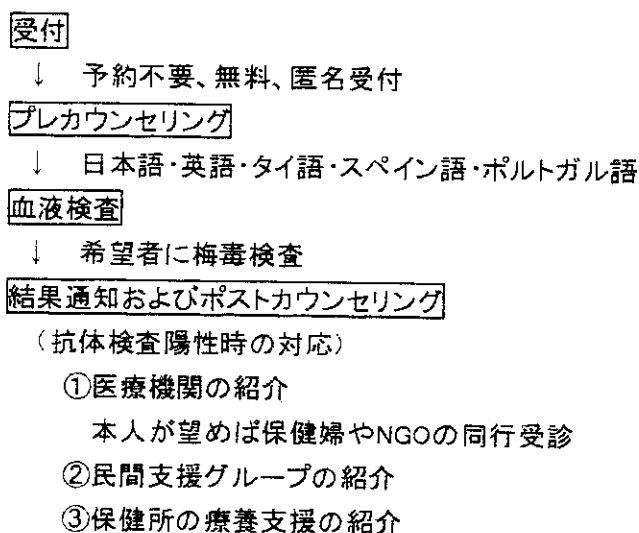 受付
↓ 予約不要、無料、匿名受付
プレカウンセリング
↓ 日本語・英語・タイ語・スペイン語・ポルトガル語
血液検査
↓ 希望者に梅毒検査
結果通知およびポストカウンセリング
（抗体検査陽性時の対応）
①医療機関の紹介
本人が望めば保健婦やNGOの同行受診
②民間支援グループの紹介
③保健所の療養支援の紹介